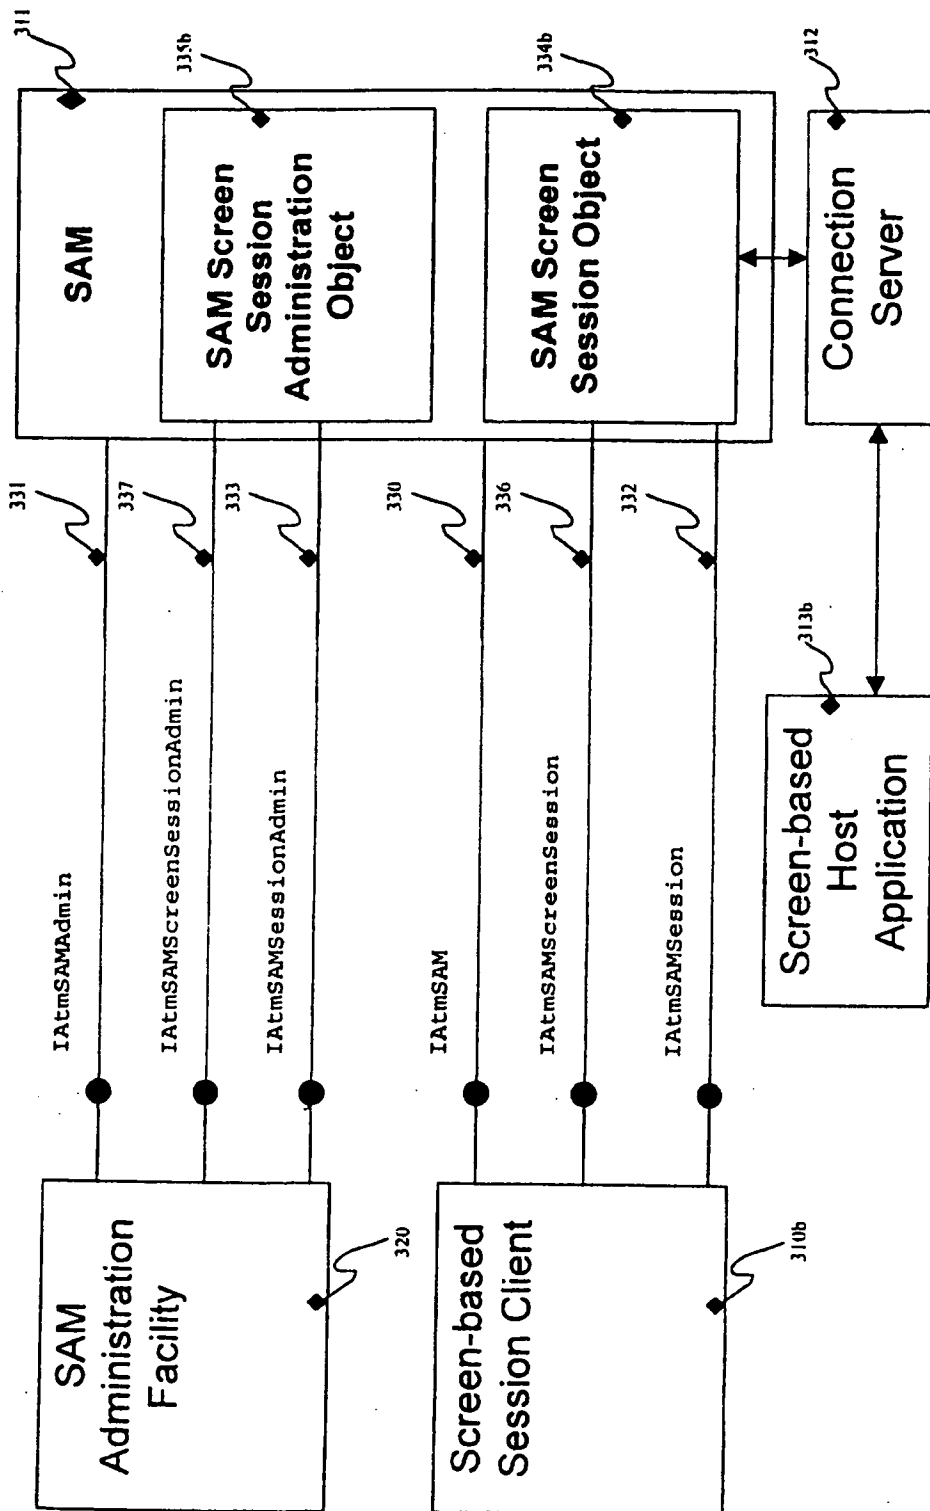 SAM
Administration
Facility
320
IAtmSAMAdmin
331
IAtmSAMScreenSessionAdmin
337
IAtmSAMSessionAdmin
333
SAM
311
SAM Screen
Session
Administration
Object
335b
Screen-based
Session Client
310b
IAtmSAM
330
IAtmSAMScreenSession
336
IAtmSAMSession
332
SAM Screen
Session Object
334b
Screen-based
Host
Application
313b
Connection
Server
312